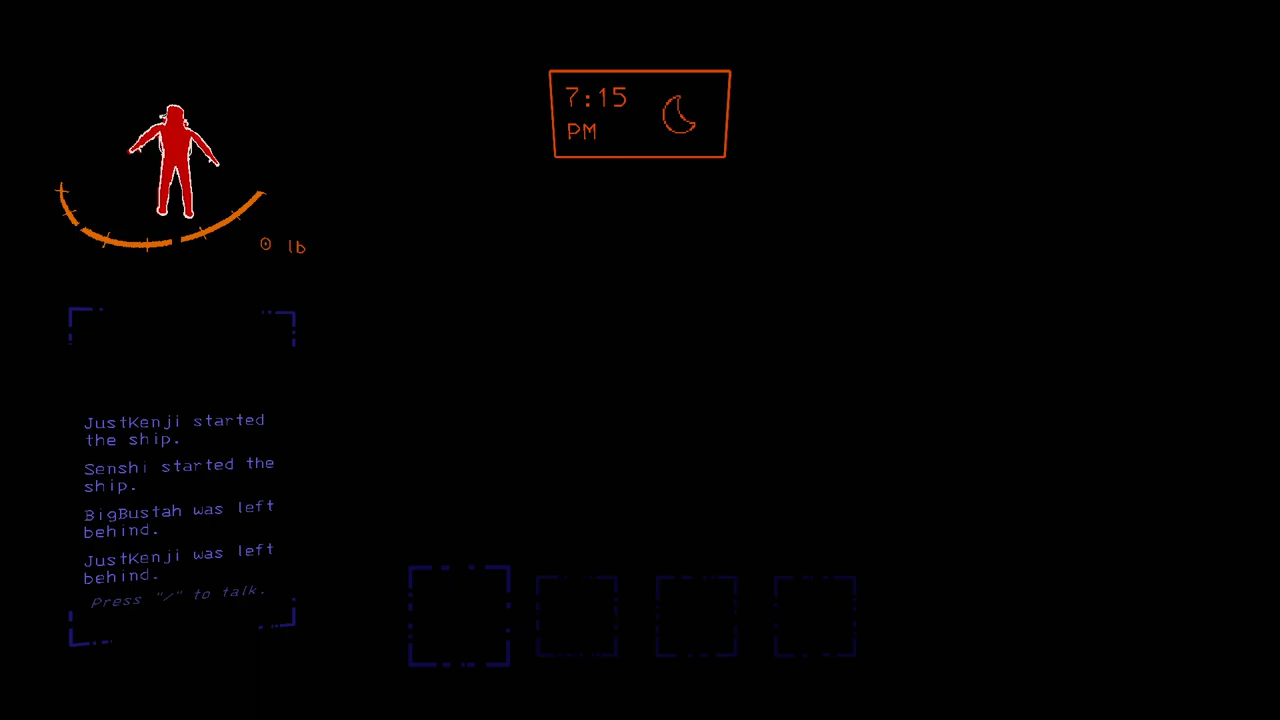 7:15
PM
0 lb
JustKenji started
the ship.
Senshi started the
ship.
BigBustah was left
behind.
JustKenji was left
behind.
Press "/" to talk.